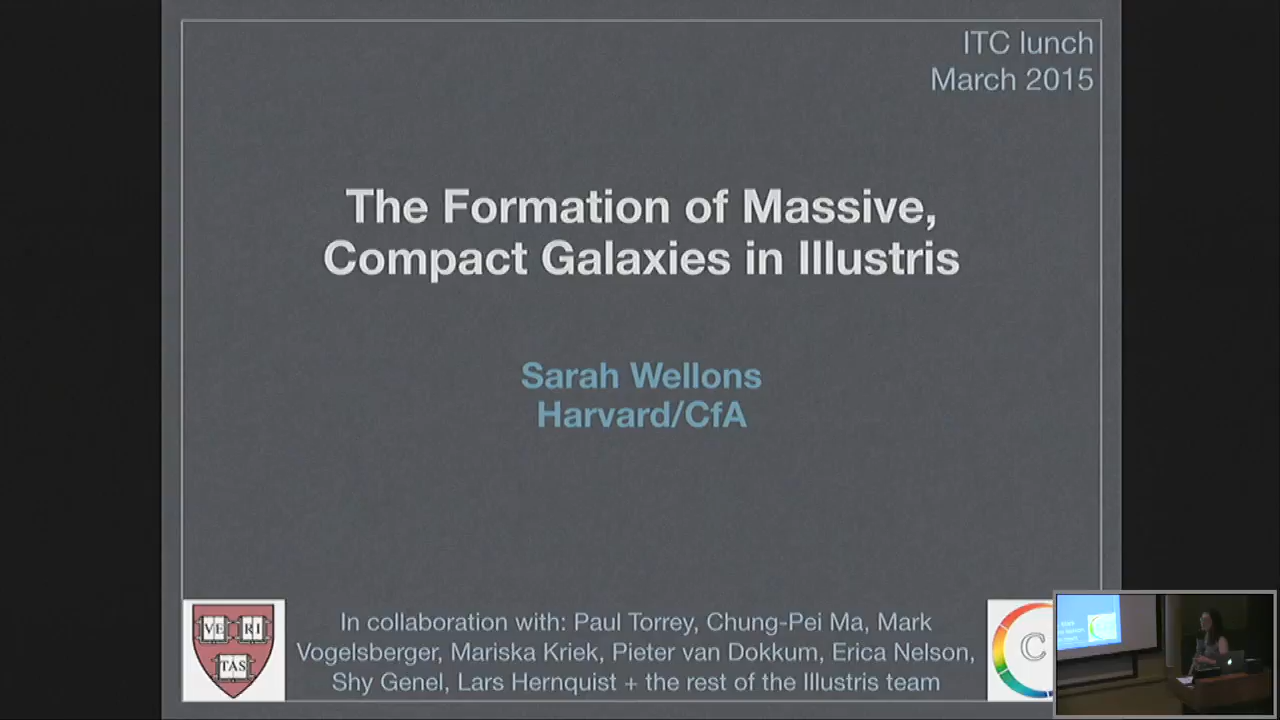 ITC lunch
March 2015
The Formation of Massive,
Compact Galaxies in Illustris
Sarah Wellons
Harvard/CfA
VE RI
TAS
C
In collaboration with: Paul Torrey, Chung-Pei Ma, Mark
Vogelsberger, Mariska Kriek, Pieter van Dokkum, Erica Nelson,
Shy Genel, Lars Hernquist + the rest of the Illustris team